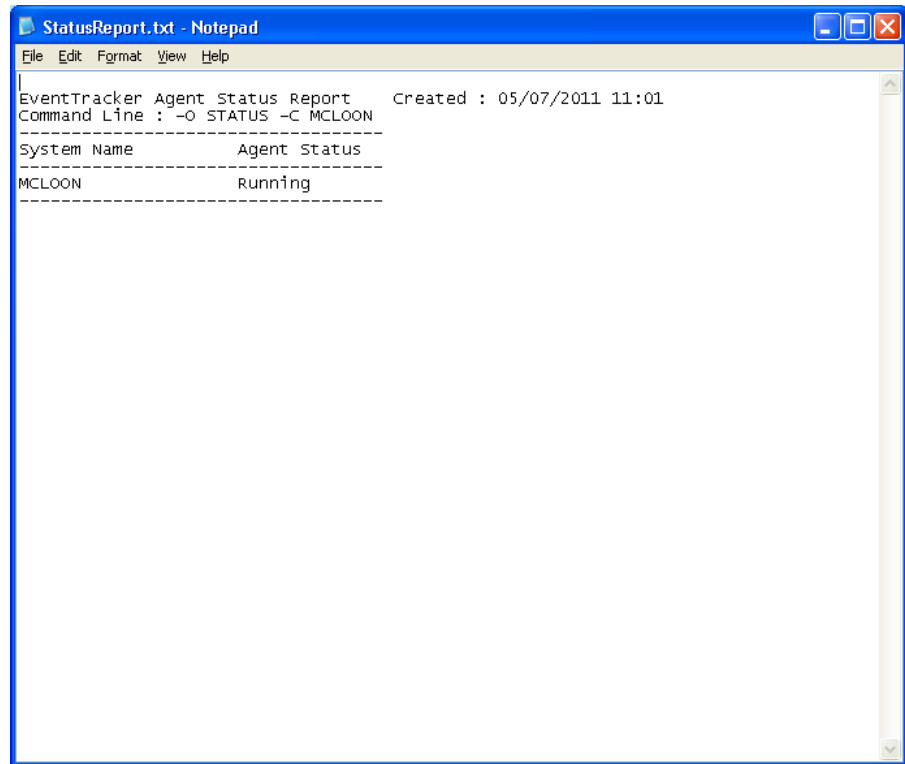 StatusReport.txt - Notepad
File Edit Format View Help
EventTracker Agent Status Report    Created : 05/07/2011 11:01
Command Line : -O STATUS -C MCLOON
-----------------------------------
System Name          Agent Status
-----------------------------------
MCLOON               Running
-----------------------------------